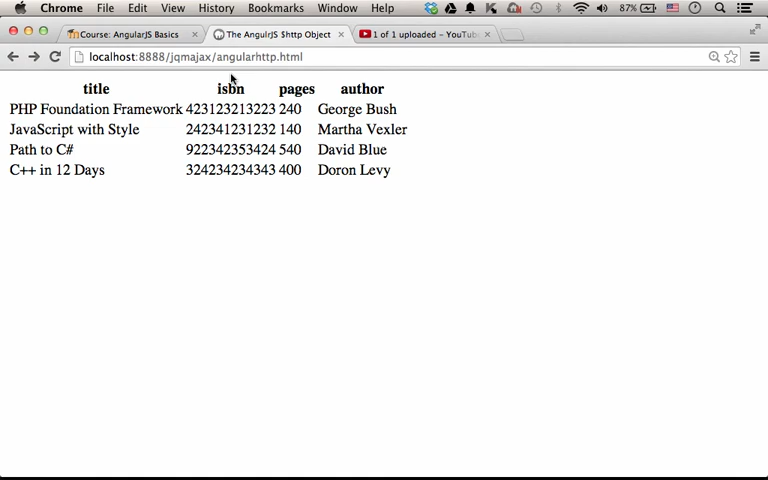 Chrome File Edit View History Bookmarks Window Help 87%
Course: AngularJS Basics The AngulrJS $http Object 1 of 1 uploaded - YouTub
localhost:8888/jqmajax/angularhttp.html
title isbn pages author
PHP Foundation Framework 423123213223 240 George Bush
JavaScript with Style 242341231232 140 Martha Vexler
Path to C# 922342353424 540 David Blue
C++ in 12 Days 324234234343 400 Doron Levy